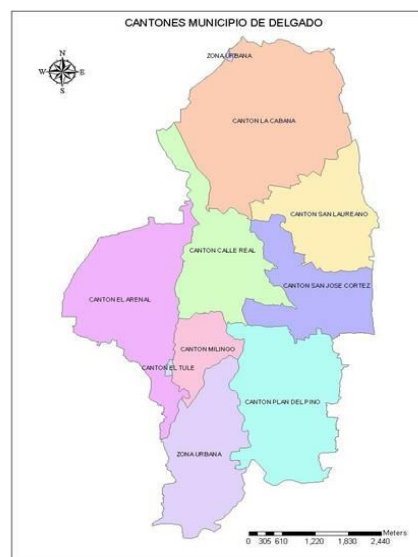 CANTONES MUNICIPIO DE DELGADO
N
W E
S
ZONA URBANA
CANTON LA CABANA
CANTON SAN LAUREANO
CANTON CALLE REAL
CANTON SAN JOSE CORTEZ
CANTON EL ARENAL
CANTON MILINGO
CANTON EL TULE
CANTON PLAN DEL PINO
ZONA URBANA
Meters
0 305 610 1,220 1,830 2,440